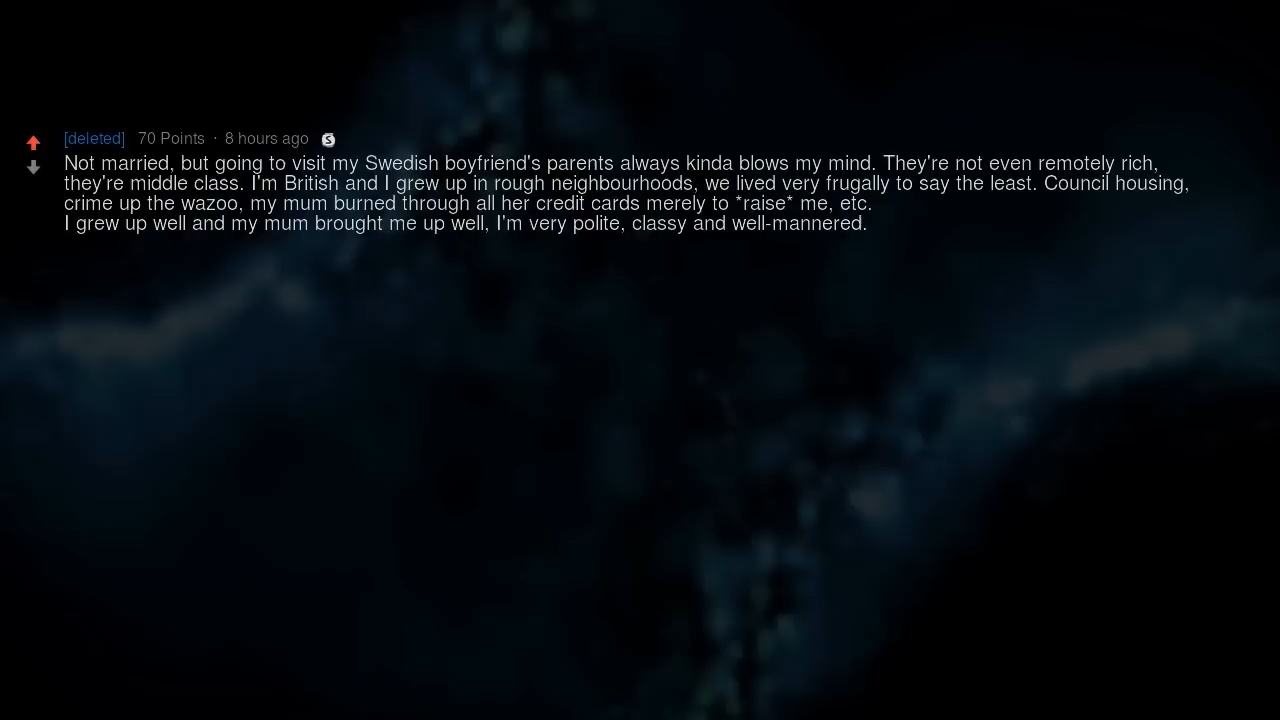 [deleted] 70 Points · 8 hours ago S
Not married, but going to visit my Swedish boyfriend's parents always kinda blows my mind. They're not even remotely rich,
they're middle class. I'm British and I grew up in rough neighbourhoods, we lived very frugally to say the least. Council housing,
crime up the wazoo, my mum burned through all her credit cards merely to *raise* me, etc.
I grew up well and my mum brought me up well, I'm very polite, classy and well-mannered.